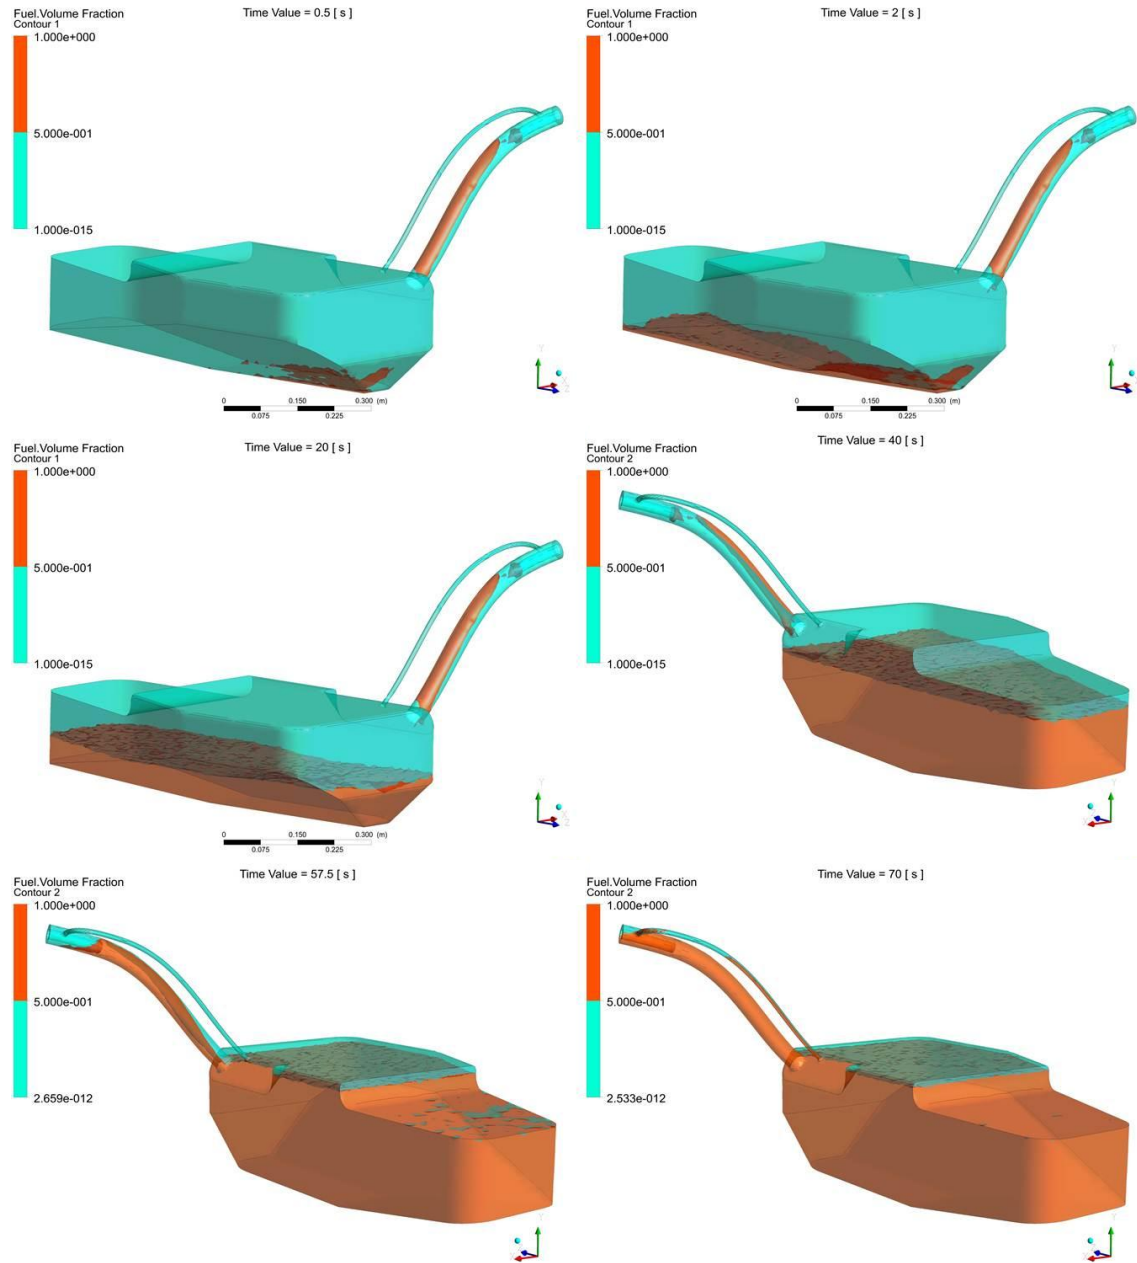 Fuel.Volume Fraction
Contour 1
Time Value = 0.5 [ s ]
1.000e+000
5.000e-001
1.000e-015
0 0.150 0.300 (m)
0.075 0.225
Y
Fuel.Volume Fraction
Contour 1
Time Value = 2 [ s ]
1.000e+000
5.000e-001
1.000e-015
0 0.150 0.300 (m)
0.075 0.225
Fuel.Volume Fraction
Contour 1
Time Value = 20 [ s ]
1.000e+000
5.000e-001
1.000e-015
0 0.150 0.300 (m)
0.075 0.225
Fuel.Volume Fraction
Contour 2
Time Value = 40 [ s ]
1.000e+000
5.000e-001
1.000e-015
Fuel.Volume Fraction
Contour 2
Time Value = 57.5 [ s ]
1.000e+000
5.000e-001
2.659e-012
Fuel.Volume Fraction
Contour 2
Time Value = 70 [ s ]
1.000e+000
5.000e-001
2.533e-012